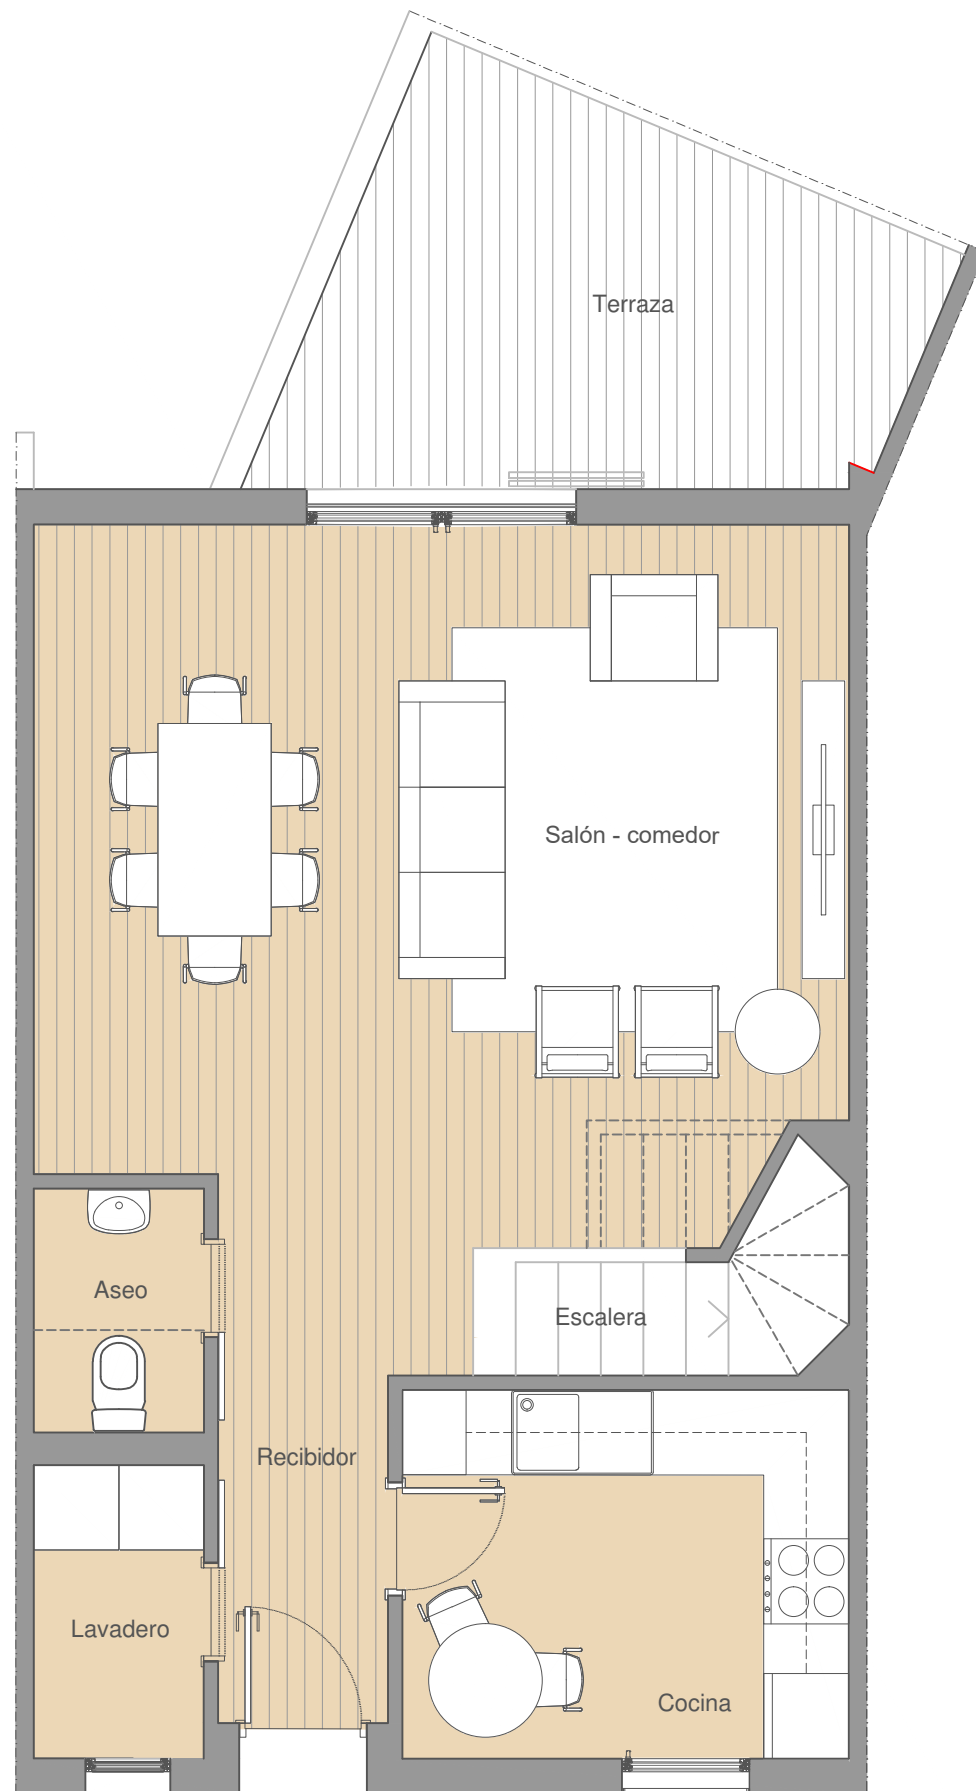 Terraza
Salón - comedor
Aseo
Escalera
Recibidor
Lavadero
Cocina